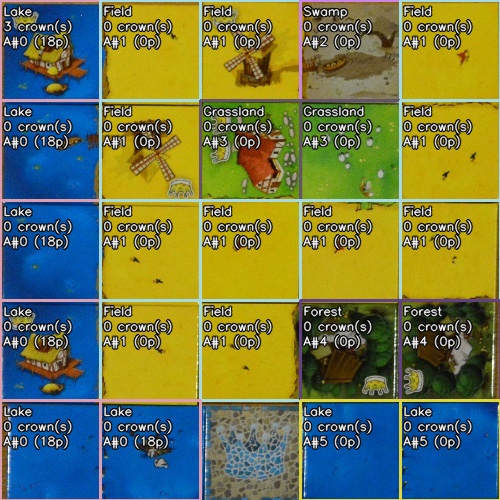 Lake
3 crown(s)
A#0 (18p)
Field
0 crown(s)
A#1 (0p)
Field
0 crown(s)
A#1 (0p)
Swamp
0 crown(s)
A#2 (0p)
Field
0 crown(s)
A#1 (0p)
Lake
0 crown(s)
A#0 (18p)
Field
0 crown(s)
A#1 (0p)
Grassland
0 crown(s)
A#3 (0p)
Grassland
0 crown(s)
A#3 (0p)
Field
0 crown(s)
A#1 (0p)
Lake
0 crown(s)
A#0 (18p)
Field
0 crown(s)
A#1 (0p)
Field
0 crown(s)
A#1 (0p)
Field
0 crown(s)
A#1 (0p)
Field
0 crown(s)
A#1 (0p)
Lake
0 crown(s)
A#0 (18p)
Field
0 crown(s)
A#1 (0p)
Field
0 crown(s)
A#1 (0p)
Forest
0 crown(s)
A#4 (0p)
Forest
0 crown(s)
A#4 (0p)
Lake
0 crown(s)
A#0 (18p)
Lake
0 crown(s)
A#0 (18p)
Lake
0 crown(s)
A#5 (0p)
Lake
0 crown(s)
A#5 (0p)